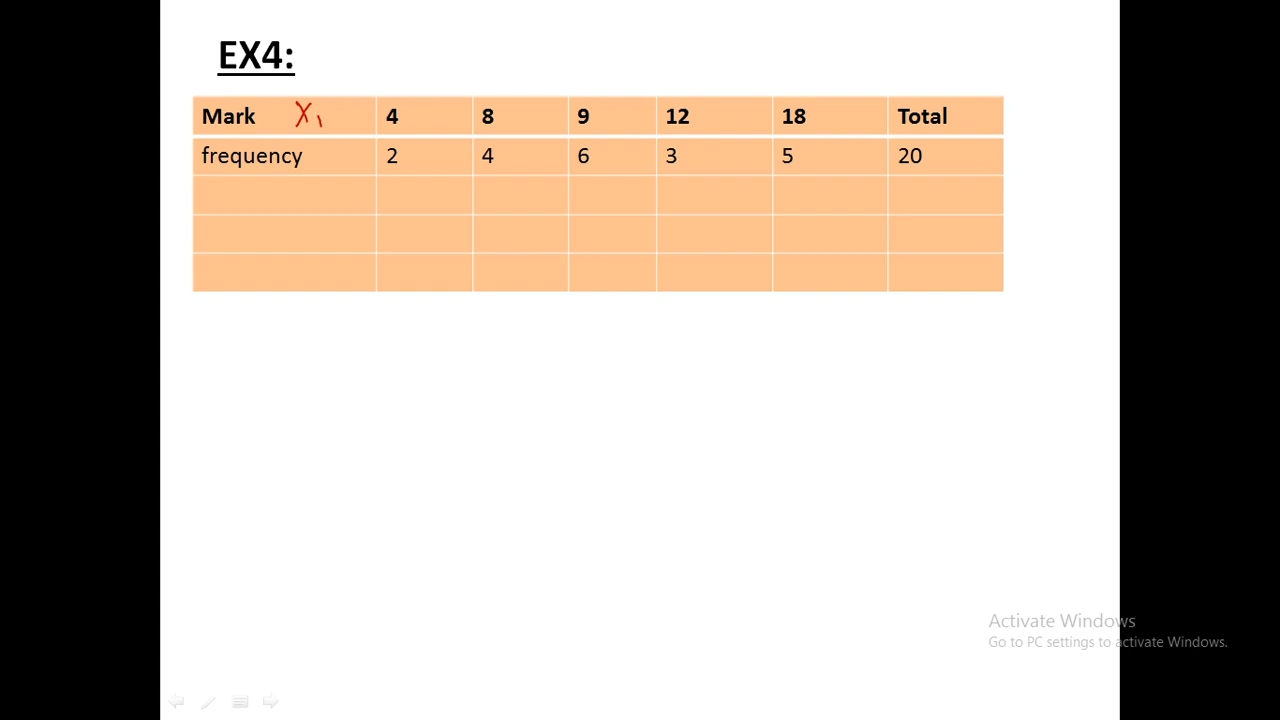 EX4:
Mark Xı 4 8 9 12 18 Total
frequency 2 4 6 3 5 20
Activate Windows
Go to PC settings to activate Windows.